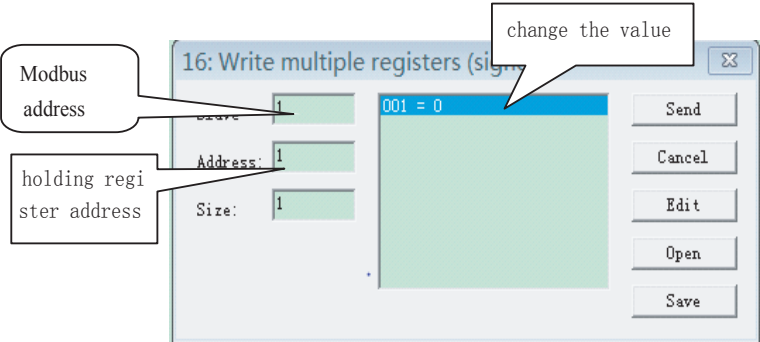 change the value
16: Write multiple registers
Modbus
address
1
001 = 0
Send
Address:
1
Cancel
holding regi
ster address
Size:
1
Edit
Open
Save